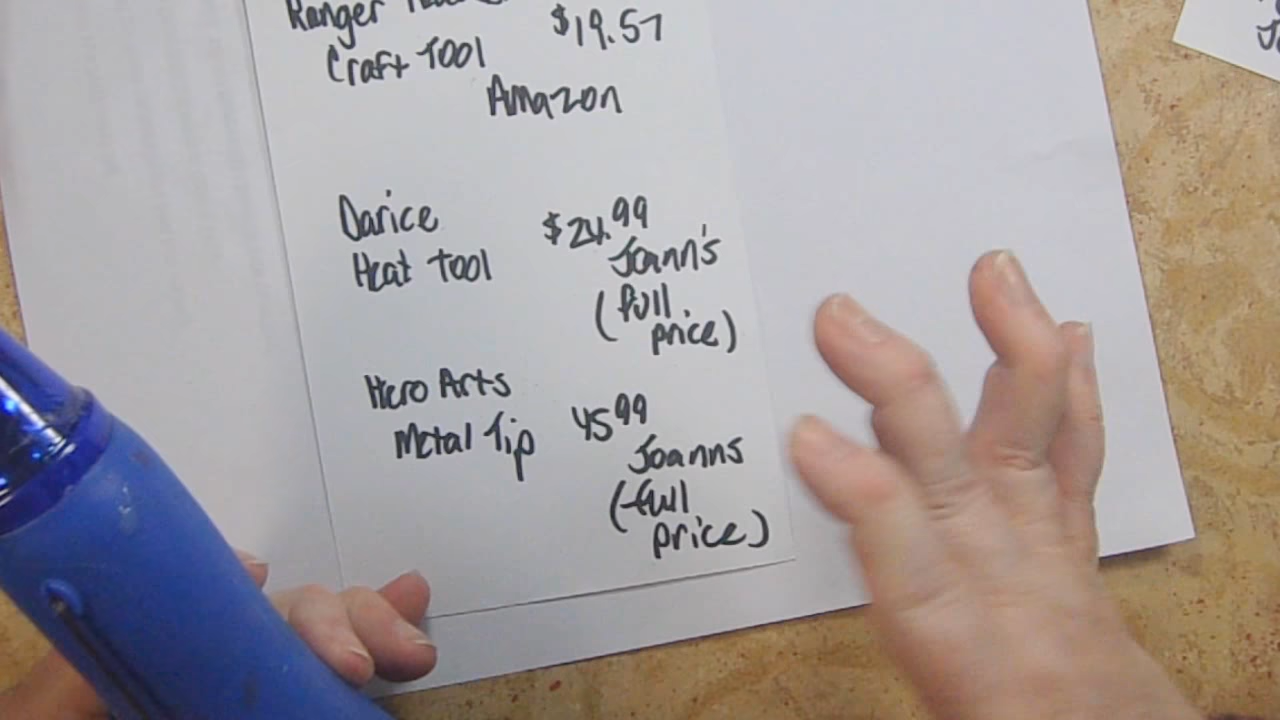 Ranger
Craft Tool
$19.57
Amazon
Darice
Heat Tool
$24.99
Joann's
(full
price)
Hero Arts
Metal Tip
45 99
Joanns
(full
price)